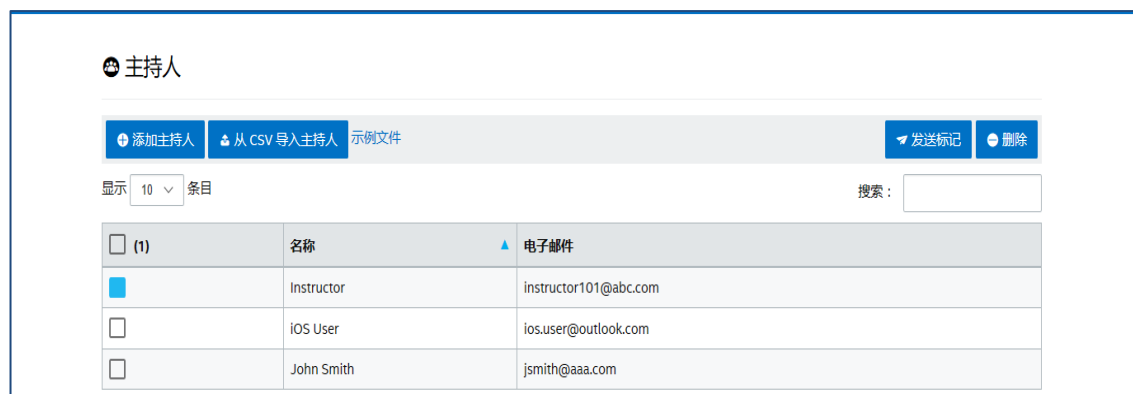 主持人
添加主持人 从 CSV 导入主持人 示例文件 发送标记 删除
显示 10 条目 搜索：
(1) 名称 电子邮件
Instructor instructor101@abc.com
iOS User ios.user@outlook.com
John Smith jsmith@aaa.com